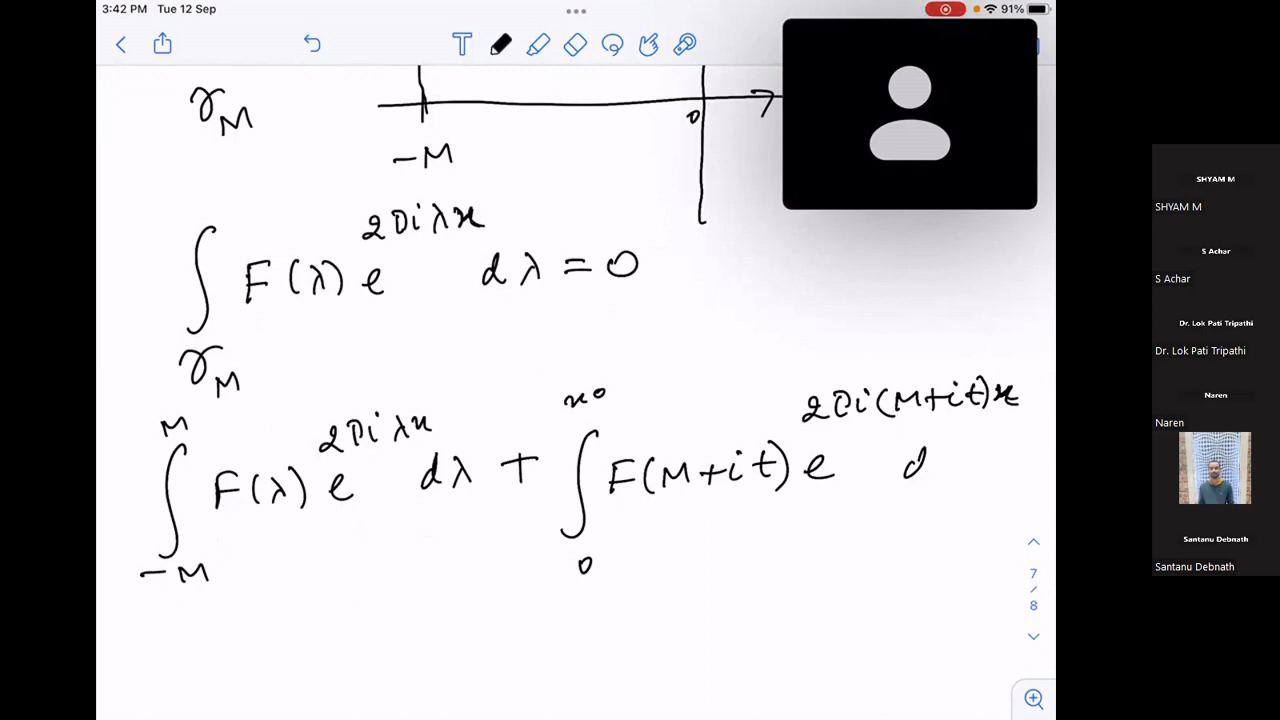 3:42 PM Tue 12 Sep
91%
T
γ_M
-M
0
∫_{γ_M} F(λ) e^{2πiλx} dλ = 0
∫_{-M}^{M} F(λ) e^{2πiλx} dλ + ∫_0^{x_0} F(M+it) e^{2πi(M+it)x} d
7
/
8
SHYAM M
SHYAM M
S Achar
S Achar
Dr. Lok Pati Tripathi
Dr. Lok Pati Tripathi
Naren
Naren
Santanu Debnath
Santanu Debnath